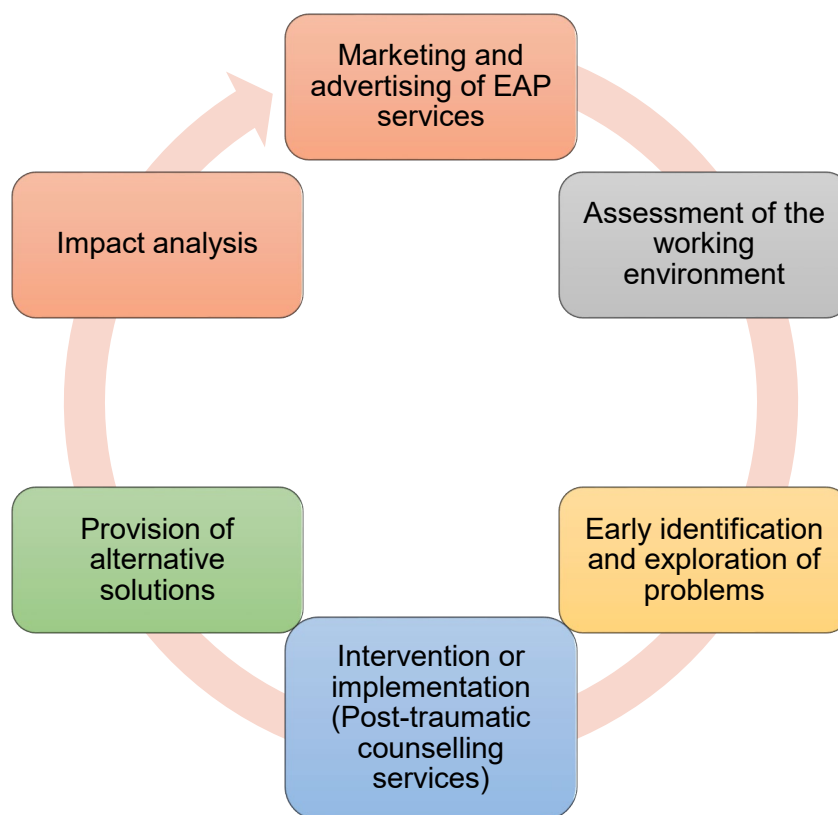 Marketing and
advertising of EAP
services
Assessment of the
working
environment
Early identification
and exploration of
problems
Intervention or
implementation
(Post-traumatic
counselling
services)
Provision of
alternative
solutions
Impact analysis